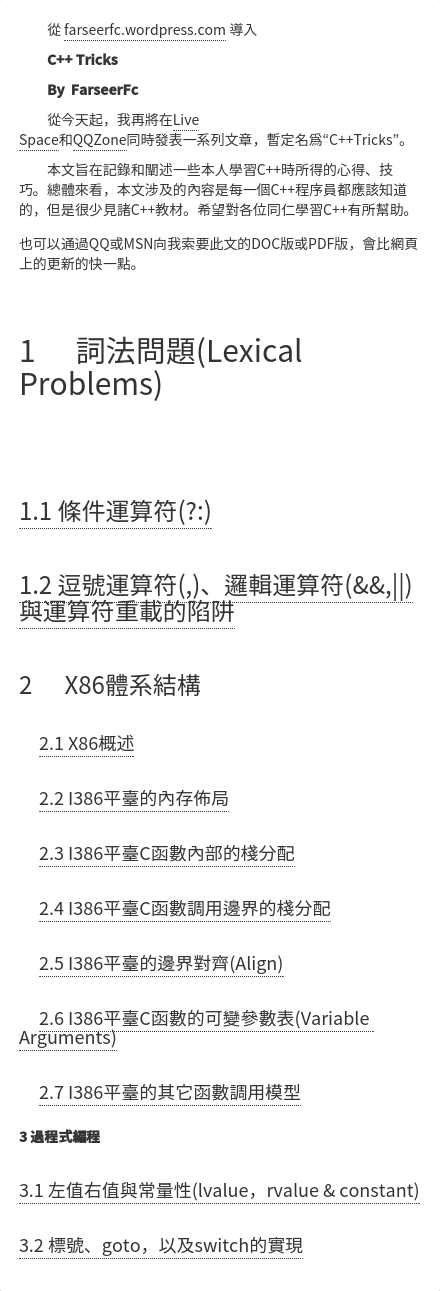 從 farseerfc.wordpress.com 導入
C++ Tricks
By FarseerFc
從今天起，我再將在Live
Space和QQZone同時發表一系列文章，暫定名爲“C++Tricks”。
本文旨在記錄和闡述一些本人學習C++時所得的心得、技
巧。總體來看，本文涉及的內容是每一個C++程序員都應該知道
的，但是很少見諸C++教材。希望對各位同仁學習C++有所幫助。
也可以通過QQ或MSN向我索要此文的DOC版或PDF版，會比網頁
上的更新的快一點。
1 詞法問題(Lexical
Problems)
1.1 條件運算符(?:)
1.2 逗號運算符(,)、邏輯運算符(&&,||)
與運算符重載的陷阱
2 X86體系結構
2.1 X86概述
2.2 I386平臺的內存佈局
2.3 I386平臺C函數內部的棧分配
2.4 I386平臺C函數調用邊界的棧分配
2.5 I386平臺的邊界對齊(Align)
2.6 I386平臺C函數的可變參數表(Variable
Arguments)
2.7 I386平臺的其它函數調用模型
3 過程式編程
3.1 左值右值與常量性(lvalue，rvalue & constant)
3.2 標號、goto，以及switch的實現